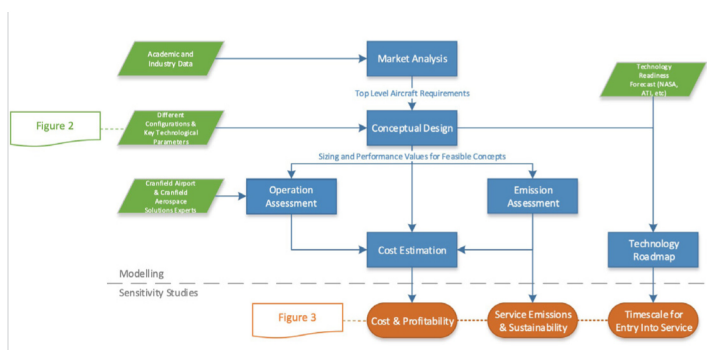 Academic and
Industry Data
Market Analysis
Technology
Readiness
Forecast (NASA,
ATI, etc)
Top Level Aircraft Requirements
Figure 2
Different
Configurations &
Key Technological
Parameters
Conceptual Design
Sizing and Performance Values for Feasible Concepts
Cranfield Airport
& Cranfield
Aerospace
Solutions Experts
Operation
Assessment
Emission
Assessment
Cost Estimation
Technology
Roadmap
Modelling
Sensitivity Studies
Figure 3
Cost & Profitability
Service Emissions
& Sustainability
Timescale for
Entry Into Service